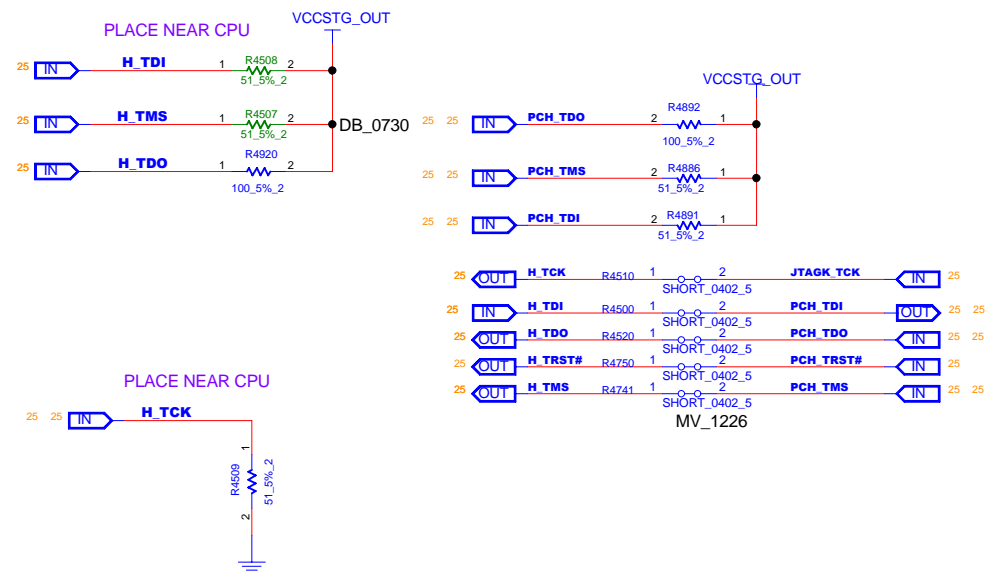 VCCSTG_OUT
PLACE NEAR CPU
25 IN H_TDI 1 R4508 2
51_5%_2
25 IN H_TMS 1 R4507 2 DB_0730
51_5%_2
25 IN H_TDO 1 R4920 2
100_5%_2
VCCSTG_OUT
25 25 IN PCH_TDO 2 R4892 1
100_5%_2
25 25 IN PCH_TMS 2 R4886 1
51_5%_2
25 25 IN PCH_TDI 2 R4891 1
51_5%_2
25 OUT H_TCK R4510 1 2 JTAGK_TCK IN 25
SHORT_0402_5
25 IN H_TDI R4500 1 2 PCH_TDI OUT 25 25
SHORT_0402_5
25 OUT H_TDO R4520 1 2 PCH_TDO IN 25 25
SHORT_0402_5
25 OUT H_TRST# R4750 1 2 PCH_TRST# IN 25
SHORT_0402_5
25 OUT H_TMS R4741 1 2 PCH_TMS IN 25 25
SHORT_0402_5
MV_1226
PLACE NEAR CPU
25 25 IN H_TCK
1
R4509
51_5%_2
2